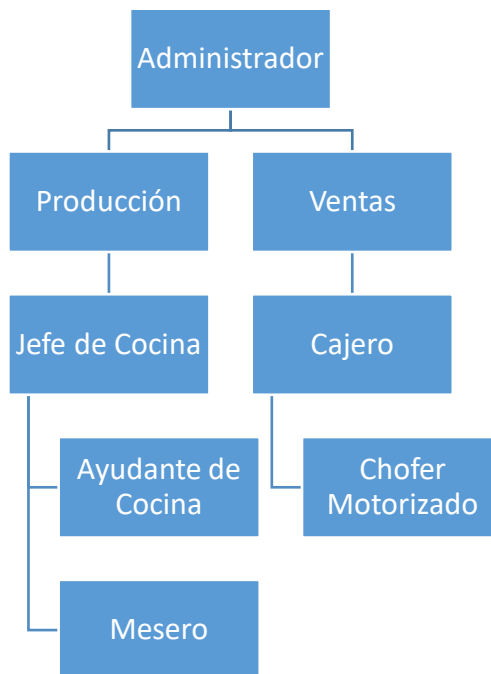 Administrador
Producción
Ventas
Jefe de Cocina
Cajero
Ayudante de
Cocina
Chofer
Motorizado
Mesero